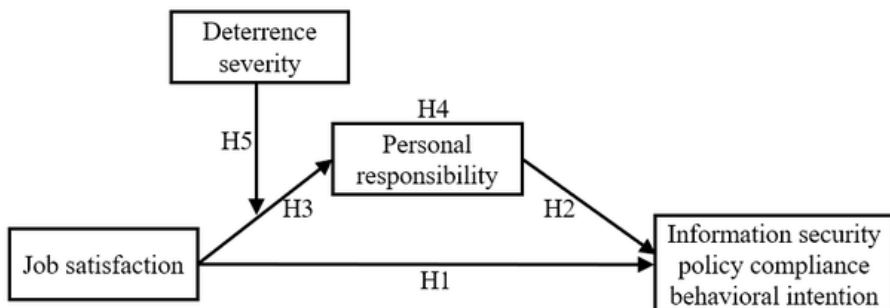 Deterrence
severity
H4
H5
Personal
responsibility
H3
H2
Job satisfaction
H1
Information security
policy compliance
behavioral intention